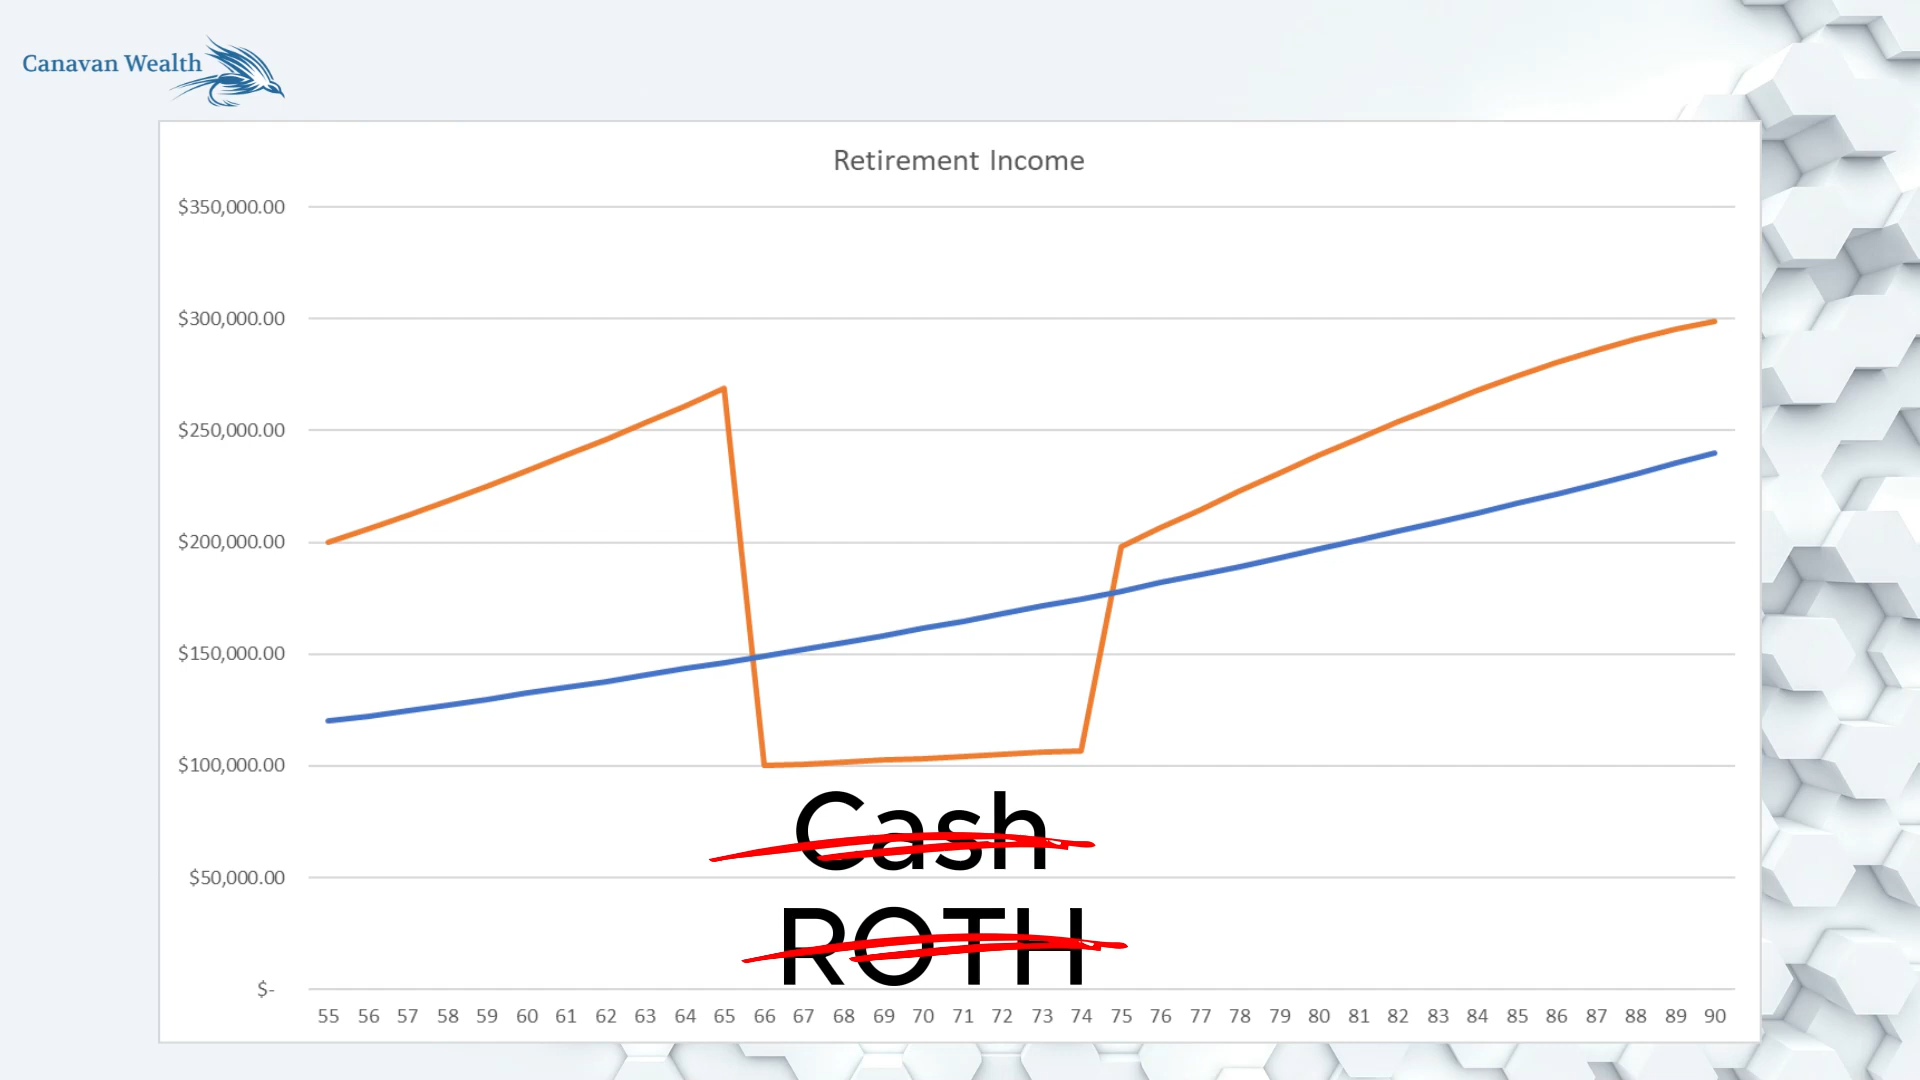 Canavan Wealth
Retirement Income
$350,000.00
$300,000.00
$250,000.00
$200,000.00
$150,000.00
$100,000.00
Cash
$50,000.00
ROTH
$-
55 56 57 58 59 60 61 62 63 64 65 66 67 68 69 70 71 72 73 74 75 76 77 78 79 80 81 82 83 84 85 86 87 88 89 90